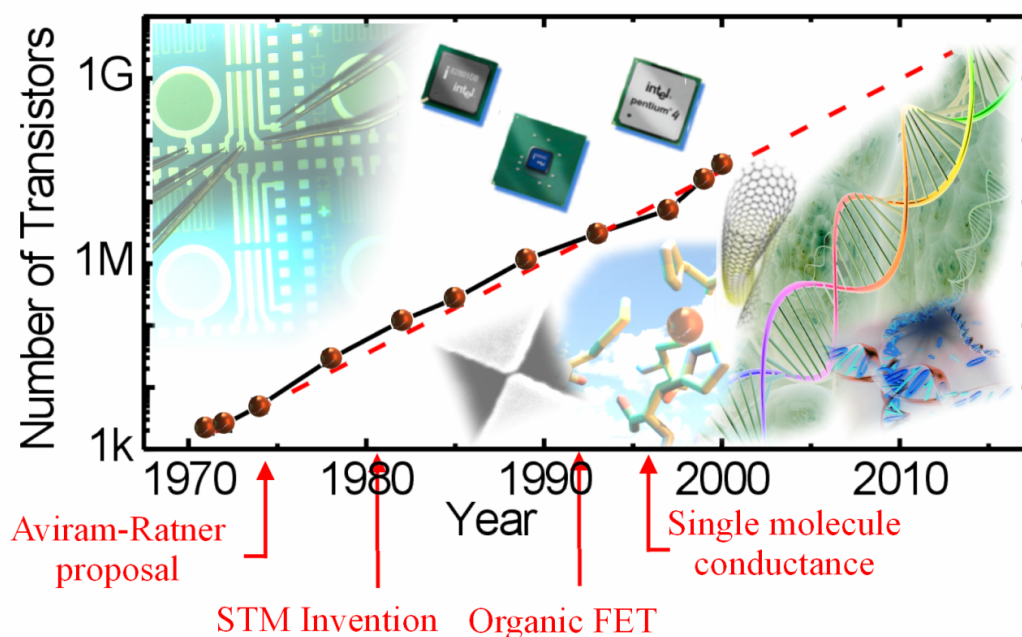 Number of Transistors
1G
1M
1k
intel
intel
pentium 4
1970
1980
1990
2000
2010
Year
Aviram-Ratner
proposal
STM Invention
Organic FET
Single molecule
conductance